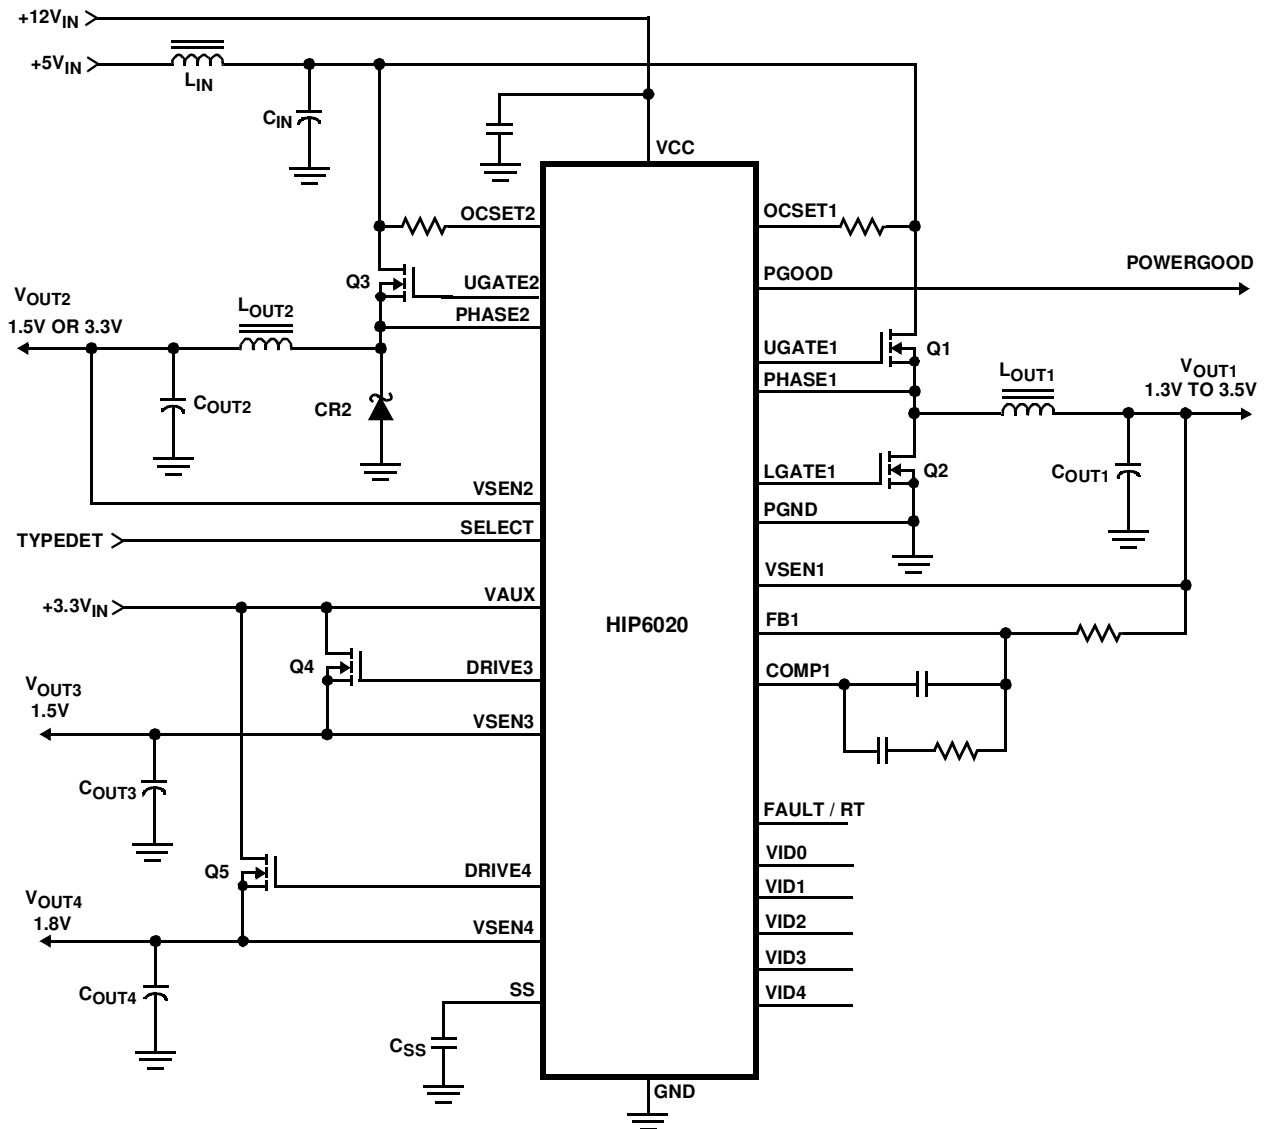 +12VIN
+5VIN
LIN
CIN
VCC
OCSET2
OCSET1
PGOOD
POWERGOOD
Q3
UGATE2
PHASE2
VOUT2
1.5V OR 3.3V
LOUT2
COUT2
CR2
UGATE1
Q1
PHASE1
LOUT1
VOUT1
1.3V TO 3.5V
LGATE1
Q2
COUT1
PGND
VSEN2
SELECT
TYPEDET
VSEN1
+3.3VIN
VAUX
HIP6020
FB1
Q4
DRIVE3
COMP1
VOUT3
1.5V
VSEN3
COUT3
FAULT / RT
VID0
VID1
VID2
VID3
VID4
Q5
DRIVE4
VOUT4
1.8V
VSEN4
COUT4
SS
CSS
GND